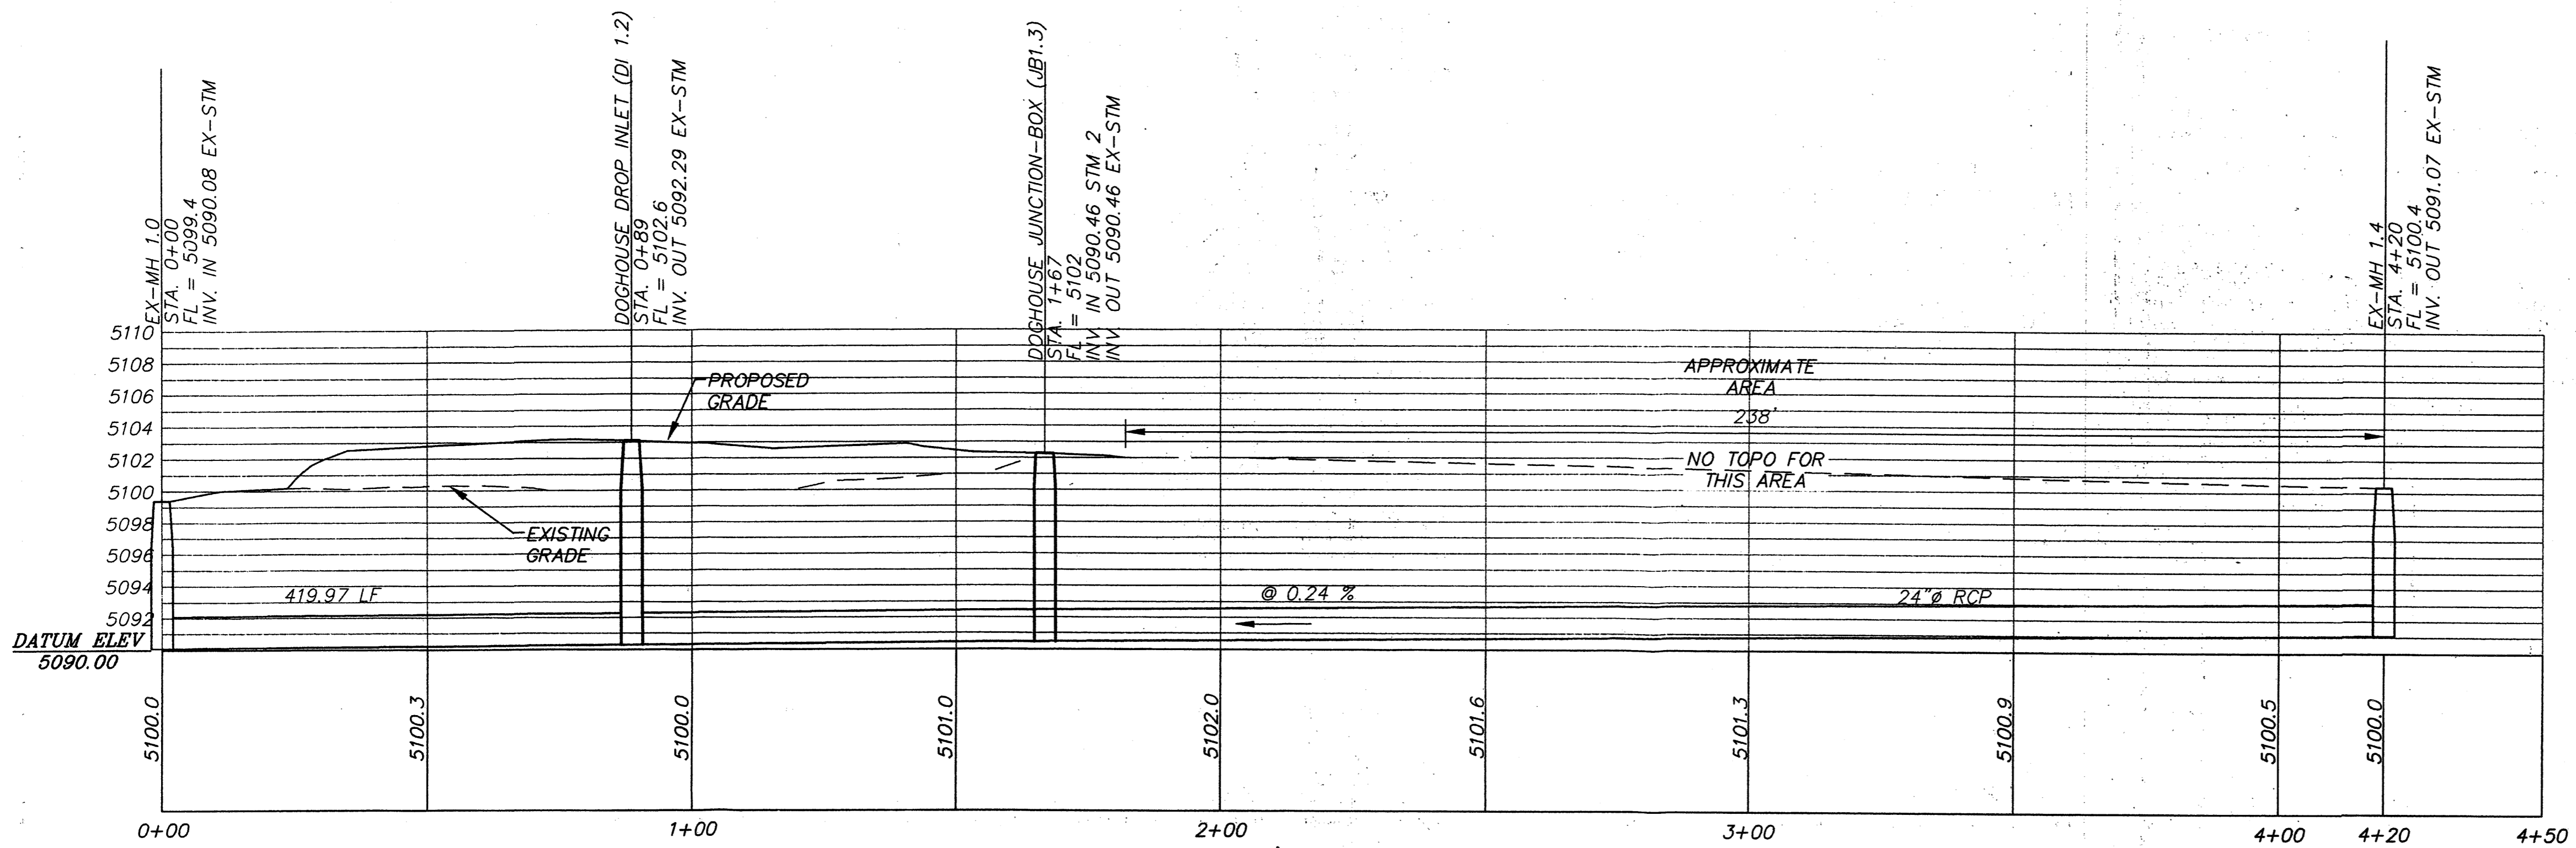 EX-MH 1.0
STA. 0+00
FL = 5099.4
INV. IN 5090.08 EX-STM
DOGHOUSE DROP INLET (DI 1.2)
STA. 0+89
FL = 5102.6
INV. OUT 5092.29 EX-STM
DOGHOUSE JUNCTION-BOX (JB1.3)
STA. 1+67
FL = 5102
INV. IN 5090.46 STM 2
INV. OUT 5090.46 EX-STM
EX-MH 1.4
STA. 4+20
FL = 5100.4
INV. OUT 5091.07 EX-STM
5110
5108
5106
5104
5102
5100
5098
5096
5094
5092
DATUM ELEV
5090.00
PROPOSED
GRADE
EXISTING
GRADE
APPROXIMATE
AREA
238'
NO TOPO FOR
THIS AREA
419.97 LF
@ 0.24 %
24"ø RCP
5100.0
5100.3
5100.0
5101.0
5102.0
5101.6
5101.3
5100.9
5100.5
5100.0
0+00
1+00
2+00
3+00
4+00
4+20
4+50